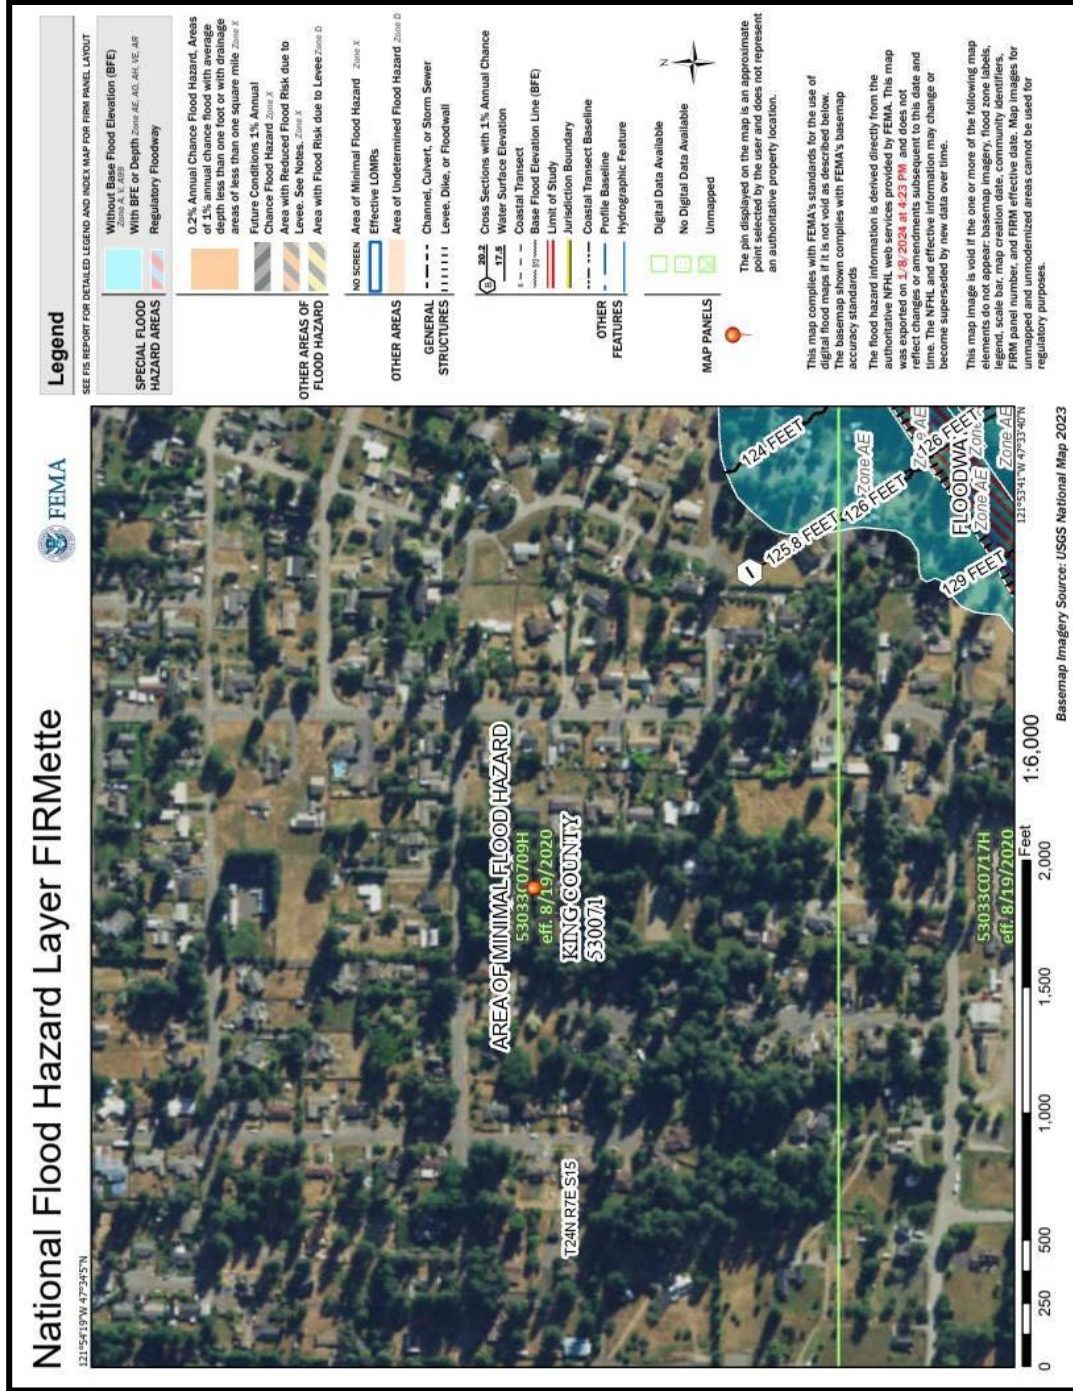 National Flood Hazard Layer FIRMette
FEMA
121°54'19"W 47°34'5"N
AREA OF MINIMAL FLOOD HAZARD
53033C0709H
eff. 8/19/2020
KING COUNTY
530071
T24N R7E S15
53033C0717H
eff. 8/19/2020
124 FEET
125.8 FEET
126 FEET
Zone AE
Zone AE
FLOODWA
126 FEET
Zone AE
Zone
Zone AE
129 FEET
121°53'41"W 47°33'40"N
0
250
500
1,000
1,500
2,000
Feet
1:6,000
Basemap Imagery Source: USGS National Map 2023
Legend
SEE FIS REPORT FOR DETAILED LEGEND AND INDEX MAP FOR FIRM PANEL LAYOUT
SPECIAL FLOOD
HAZARD AREAS
Without Base Flood Elevation (BFE)
Zone A, V, A99
With BFE or Depth Zone AE, AO, AH, VE, AR
Regulatory Floodway
OTHER AREAS OF
FLOOD HAZARD
0.2% Annual Chance Flood Hazard, Areas
of 1% annual chance flood with average
depth less than one foot or with drainage
areas of less than one square mile Zone X
Future Conditions 1% Annual
Chance Flood Hazard Zone X
Area with Reduced Flood Risk due to
Levee. See Notes. Zone X
Area with Flood Risk due to Levee Zone D
OTHER AREAS
NO SCREEN Area of Minimal Flood Hazard Zone X
Effective LOMRs
Area of Undetermined Flood Hazard Zone D
GENERAL
STRUCTURES
Channel, Culvert, or Storm Sewer
Levee, Dike, or Floodwall
OTHER
FEATURES
B 20.2 Cross Sections with 1% Annual Chance
17.5 Water Surface Elevation
8 Coastal Transect
513 Base Flood Elevation Line (BFE)
Limit of Study
Jurisdiction Boundary
Coastal Transect Baseline
Profile Baseline
Hydrographic Feature
MAP PANELS
Digital Data Available
No Digital Data Available
Unmapped
N
The pin displayed on the map is an approximate
point selected by the user and does not represent
an authoritative property location.
This map complies with FEMA's standards for the use of
digital flood maps if it is not void as described below.
The basemap shown complies with FEMA's basemap
accuracy standards
The flood hazard information is derived directly from the
authoritative NFHL web services provided by FEMA. This map
was exported on 1/8/2024 at 4:23 PM and does not
reflect changes or amendments subsequent to this date and
time. The NFHL and effective information may change or
become superseded by new data over time.
This map image is void if the one or more of the following map
elements do not appear: basemap imagery, flood zone labels,
legend, scale bar, map creation date, community identifiers,
FIRM panel number, and FIRM effective date. Map images for
unmapped and unmodernized areas cannot be used for
regulatory purposes.